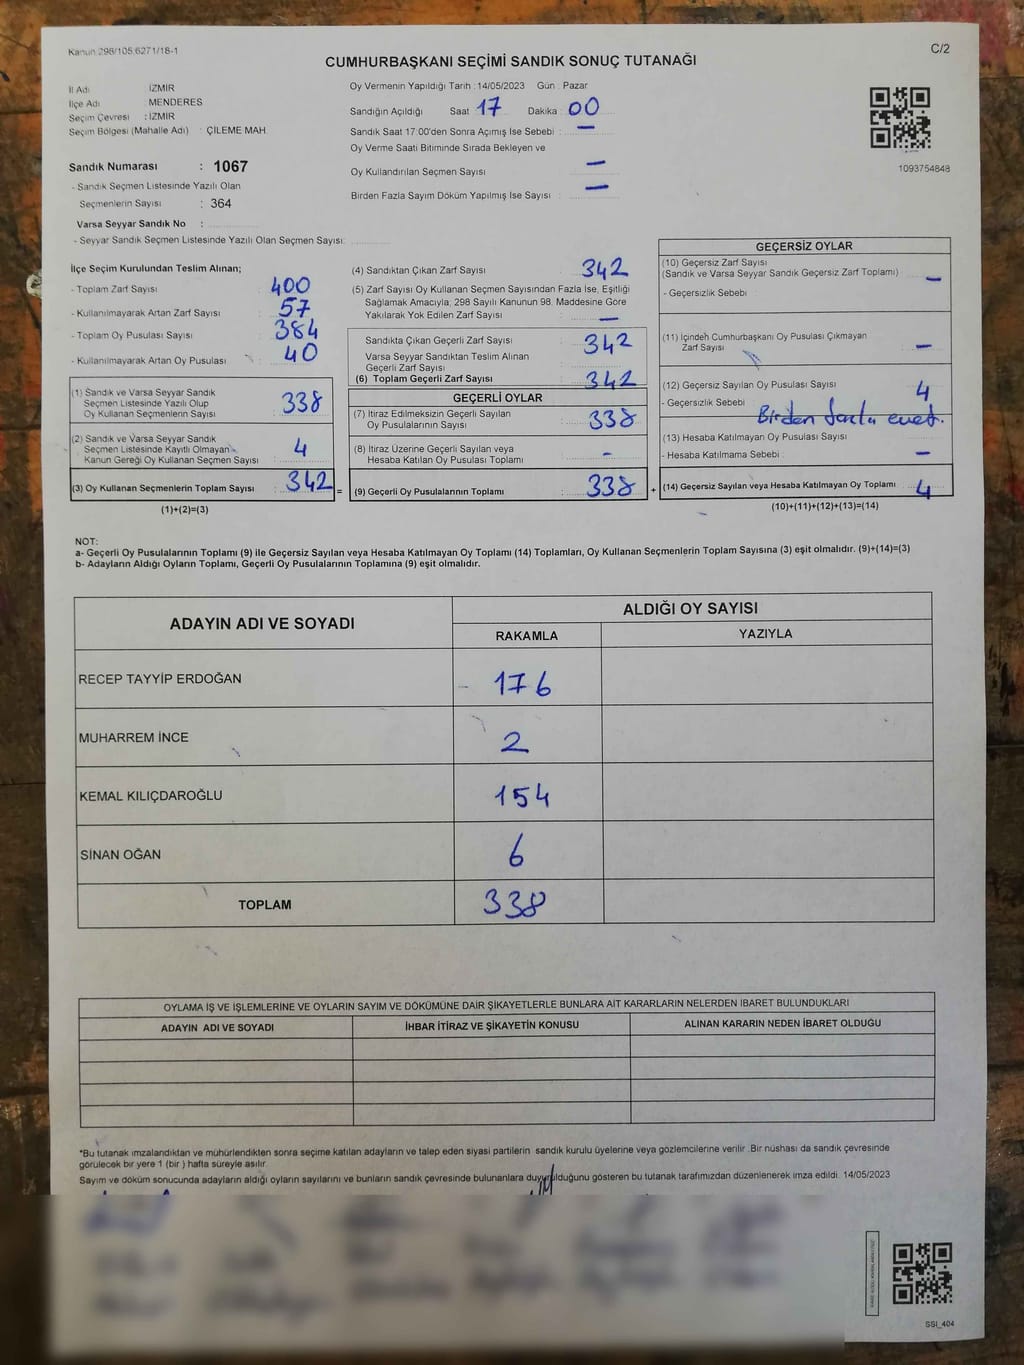 Kanun 298/105,6271/18-1
C/2
CUMHURBAŞKANI SEÇİMİ SANDIK SONUÇ TUTANAĞI
İl Adı : İZMİR
İlçe Adı : MENDERES
Seçim Çevresi : İZMİR
Seçim Bölgesi (Mahalle Adı) : ÇİLEME MAH.
Sandık Numarası : 1067
- Sandık Seçmen Listesinde Yazılı Olan
Seçmenlerin Sayısı : 364
Varsa Seyyar Sandık No :
- Seyyar Sandık Seçmen Listesinde Yazılı Olan Seçmen Sayısı:
Oy Vermenin Yapıldığı Tarih : 14/05/2023 Gün : Pazar
Sandığın Açıldığı Saat 17 Dakika 00
Sandık Saat 17:00'den Sonra Açımış İse Sebebi : —
Oy Verme Saati Bitiminde Sırada Bekleyen ve
Oy Kullandırılan Seçmen Sayısı —
Birden Fazla Sayım Döküm Yapılmış İse Sayısı : —
1093754848
İlçe Seçim Kurulundan Teslim Alınan;
- Toplam Zarf Sayısı : 400
- Kullanılmayarak Artan Zarf Sayısı : 57
- Toplam Oy Pusulası Sayısı : 384
- Kullanılmayarak Artan Oy Pusulası : 40
(1) Sandık ve Varsa Seyyar Sandık
Seçmen Listesinde Yazılı Olup
Oy Kullanan Seçmenlerin Sayısı : 338
(2) Sandık ve Varsa Seyyar Sandık
Seçmen Listesinde Kayıtlı Olmayan
Kanun Gereği Oy Kullanan Seçmen Sayısı : 4
(3) Oy Kullanan Seçmenlerin Toplam Sayısı : 342 =
(1)+(2)=(3)
(4) Sandıktan Çıkan Zarf Sayısı : 342
(5) Zarf Sayısı Oy Kullanan Seçmen Sayısından Fazla İse, Eşitliği
Sağlamak Amacıyla, 298 Sayılı Kanunun 98. Maddesine Göre
Yakılarak Yok Edilen Zarf Sayısı : —
Sandıkta Çıkan Geçerli Zarf Sayısı : 342
Varsa Seyyar Sandıktan Teslim Alınan
Geçerli Zarf Sayısı :
(6) Toplam Geçerli Zarf Sayısı : 342
GEÇERLİ OYLAR
(7) İtiraz Edilmeksizin Geçerli Sayılan
Oy Pusulalarının Sayısı : 338
(8) İtiraz Üzerine Geçerli Sayılan veya
Hesaba Katılan Oy Pusulası Toplamı : -
(9) Geçerli Oy Pusulalarının Toplamı : 338 +
GEÇERSİZ OYLAR
(10) Geçersiz Zarf Sayısı
(Sandık ve Varsa Seyyar Sandık Geçersiz Zarf Toplamı) : —
- Geçersizlik Sebebi :
(11) İçinden Cumhurbaşkanı Oy Pusulası Çıkmayan
Zarf Sayısı : —
(12) Geçersiz Sayılan Oy Pusulası Sayısı : 4
- Geçersizlik Sebebi : Birden fazla evet.
(13) Hesaba Katılmayan Oy Pusulası Sayısı :
- Hesaba Katılmama Sebebi : —
(14) Geçersiz Sayılan veya Hesaba Katılmayan Oy Toplamı : 4
(10)+(11)+(12)+(13)=(14)
NOT:
a- Geçerli Oy Pusulalarının Toplamı (9) ile Geçersiz Sayılan veya Hesaba Katılmayan Oy Toplamı (14) Toplamları, Oy Kullanan Seçmenlerin Toplam Sayısına (3) eşit olmalıdır. (9)+(14)=(3)
b- Adayların Aldığı Oyların Toplamı, Geçerli Oy Pusulalarının Toplamına (9) eşit olmalıdır.
ADAYIN ADI VE SOYADI
ALDIĞI OY SAYISI
RAKAMLA YAZIYLA
RECEP TAYYİP ERDOĞAN 176
MUHARREM İNCE 2
KEMAL KILIÇDAROĞLU 154
SİNAN OĞAN 6
TOPLAM 338
OYLAMA İŞ VE İŞLEMLERİNE VE OYLARIN SAYIM VE DÖKÜMÜNE DAİR ŞİKAYETLERLE BUNLARA AİT KARARLARIN NELERDEN İBARET BULUNDUKLARI
ADAYIN ADI VE SOYADI İHBAR İTİRAZ VE ŞİKAYETİN KONUSU ALINAN KARARIN NEDEN İBARET OLDUĞU
*Bu tutanak imzalandıktan ve mühürlendikten sonra seçime katılan adayların ve talep eden siyasi partilerin sandık kurulu üyelerine veya gözlemcilerine verilir. Bir nüshası da sandık çevresinde
görülecek bir yere 1 (bir ) hafta süreyle asılır.
Sayım ve döküm sonucunda adayların aldığı oyların sayılarını ve bunların sandık çevresinde bulunanlara duyurulduğunu gösteren bu tutanak tarafımızdan düzenlenerek imza edildi. 14/05/2023
SSİ_404